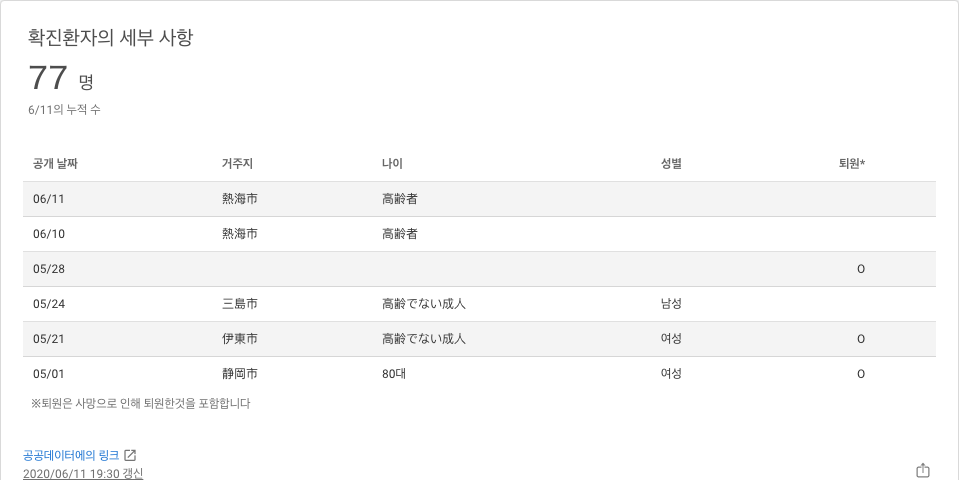 확진환자의 세부 사항
77 명
6/11의 누적 수
공개 날짜 거주지 나이 성별 퇴원*
06/11 熱海市 高齢者
06/10 熱海市 高齢者
05/28 O
05/24 三島市 高齢でない成人 남성
05/21 伊東市 高齢でない成人 여성 O
05/01 静岡市 80대 여성 O
※퇴원은 사망으로 인해 퇴원한것을 포함합니다
공공데이터에의 링크
2020/06/11 19:30 갱신